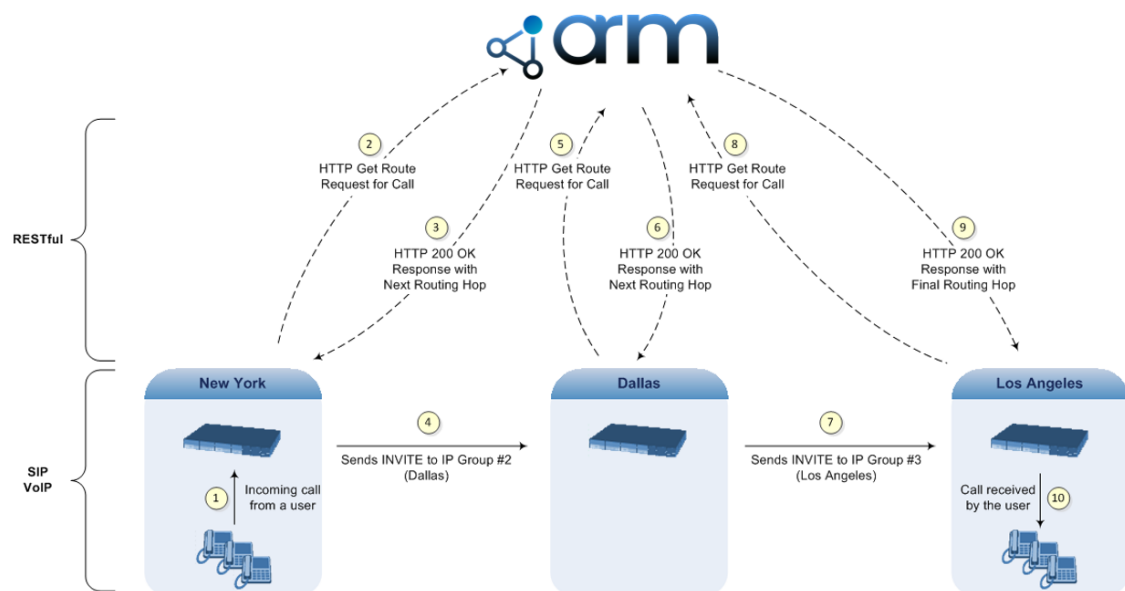 arm
2
HTTP Get Route
Request for Call
5
HTTP Get Route
Request for Call
8
HTTP Get Route
Request for Call
3
HTTP 200 OK
Response with
Next Routing Hop
6
HTTP 200 OK
Response with
Next Routing Hop
9
HTTP 200 OK
Response with
Final Routing Hop
RESTful
New York
Dallas
Los Angeles
4
Sends INVITE to IP Group #2
(Dallas)
7
Sends INVITE to IP Group #3
(Los Angeles)
SIP
VoIP
1
Incoming call
from a user
Call received
by the user
10